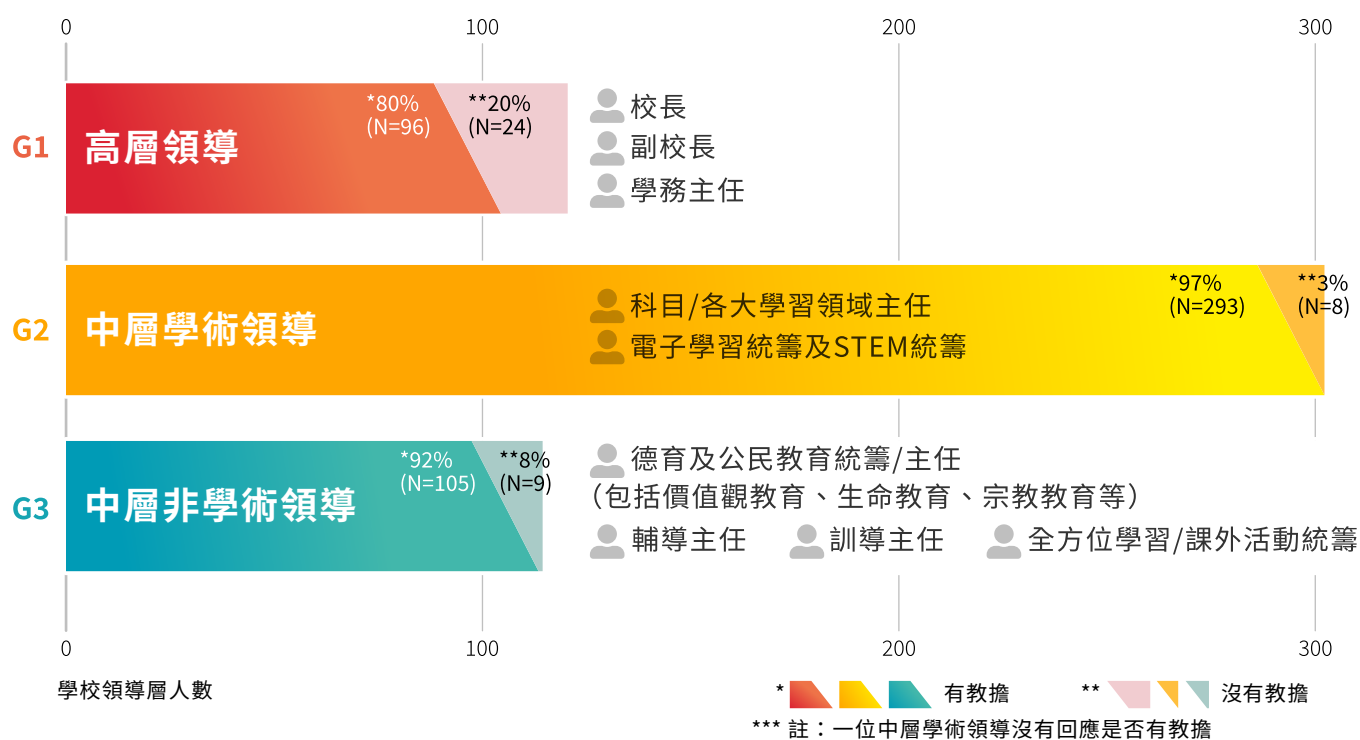 0 100 200 300
G1 高層領導
*80%
(N=96)
**20%
(N=24)
校長
副校長
學務主任
G2 中層學術領導
科目/各大學習領域主任
電子學習統籌及STEM統籌
*97%
(N=293)
**3%
(N=8)
G3 中層非學術領導
*92%
(N=105)
**8%
(N=9)
德育及公民教育統籌/主任
（包括價值觀教育、生命教育、宗教教育等）
輔導主任 訓導主任 全方位學習/課外活動統籌
0 100 200 300
學校領導層人數
* 有教擔 ** 沒有教擔
*** 註：一位中層學術領導沒有回應是否有教擔